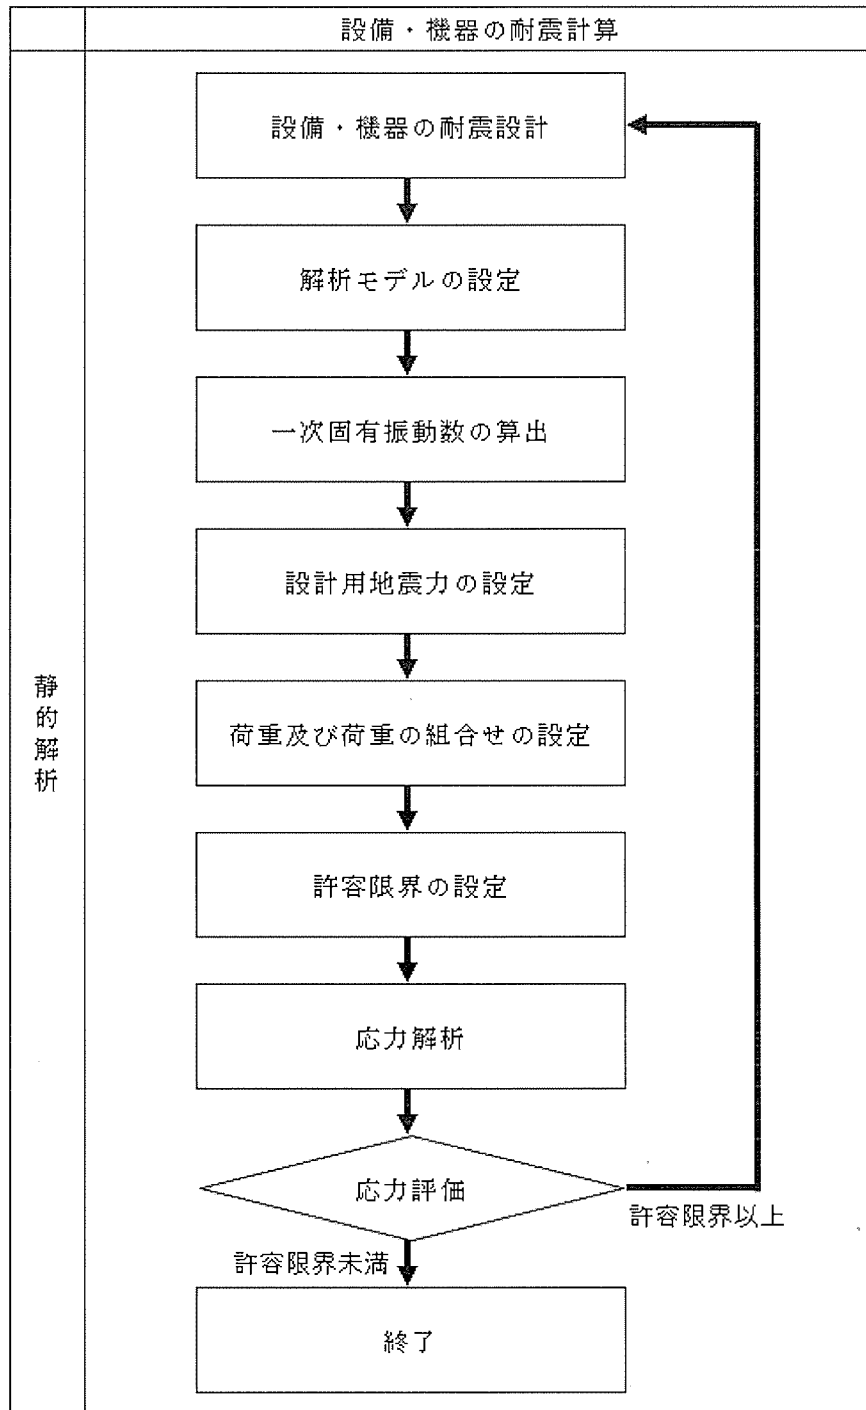 設備・機器の耐震計算
静的解析
設備・機器の耐震設計
解析モデルの設定
一次固有振動数の算出
設計用地震力の設定
荷重及び荷重の組合せの設定
許容限界の設定
応力解析
応力評価
許容限界以上
許容限界未満
終了